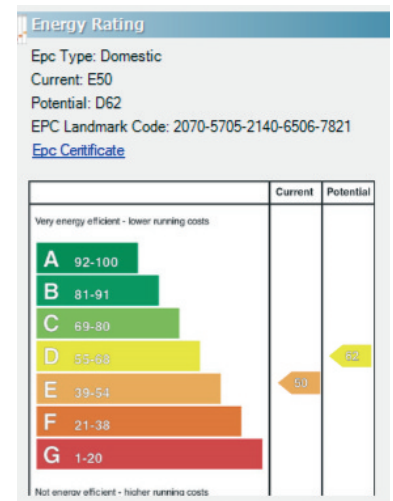 Energy Rating
Epc Type: Domestic
Current: E50
Potential: D62
EPC Landmark Code: 2070-5705-2140-6506-7821
Epc Ceritificate
Current Potential
Very energy efficient - lower running costs
A 92-100
B 81-91
C 69-80
D 55-68 62
E 39-54 50
F 21-38
G 1-20
Not energy efficient - higher running costs